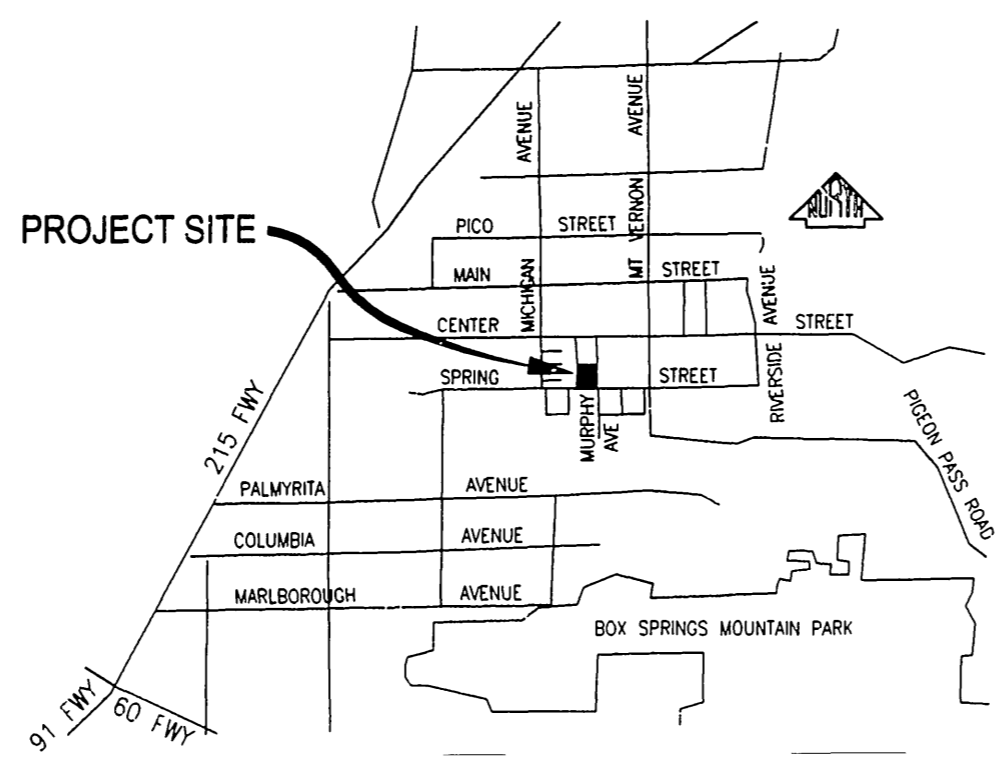 AVENUE
AVENUE
NORTH
PROJECT SITE
PICO STREET
MT VERNON
MAIN STREET
MICHIGAN
CENTER STREET
RIVERSIDE AVENUE
SPRING STREET
MURPHY
AVE
215 FWY
PIGEON PASS ROAD
PALMYRITA AVENUE
COLUMBIA AVENUE
MARLBOROUGH AVENUE
BOX SPRINGS MOUNTAIN PARK
91 FWY
60 FWY